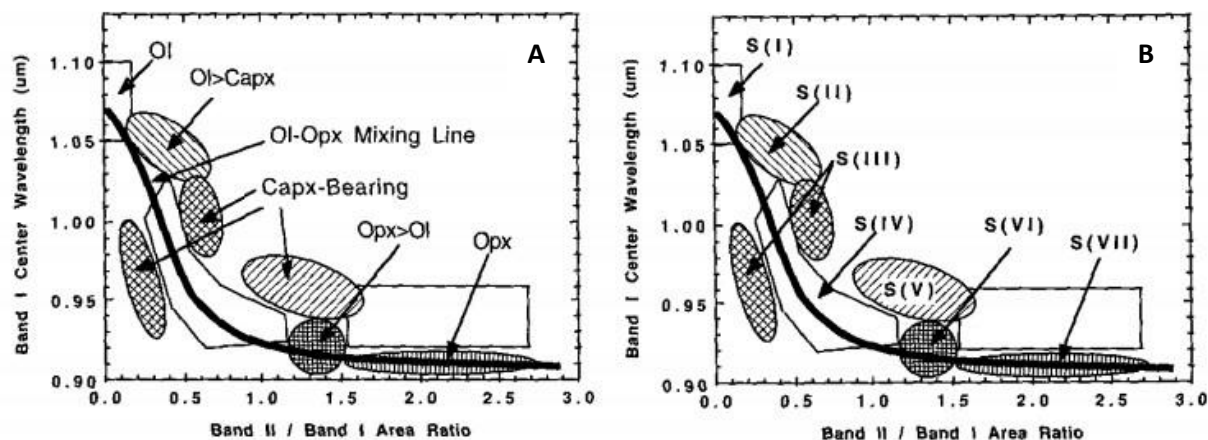 A
Ol
Ol>Capx
Ol-Opx Mixing Line
Capx-Bearing
Opx>Ol
Opx
1.10
1.05
1.00
0.95
0.90
0.0 0.5 1.0 1.5 2.0 2.5 3.0
Band I Center Wavelength (um)
Band II / Band I Area Ratio
B
S(I)
S(II)
S(III)
S(IV)
S(VI)
S(VII)
S(V)
1.10
1.05
1.00
0.95
0.90
0.0 0.5 1.0 1.5 2.0 2.5 3.0
Band I Center Wavelength (um)
Band II / Band I Area Ratio